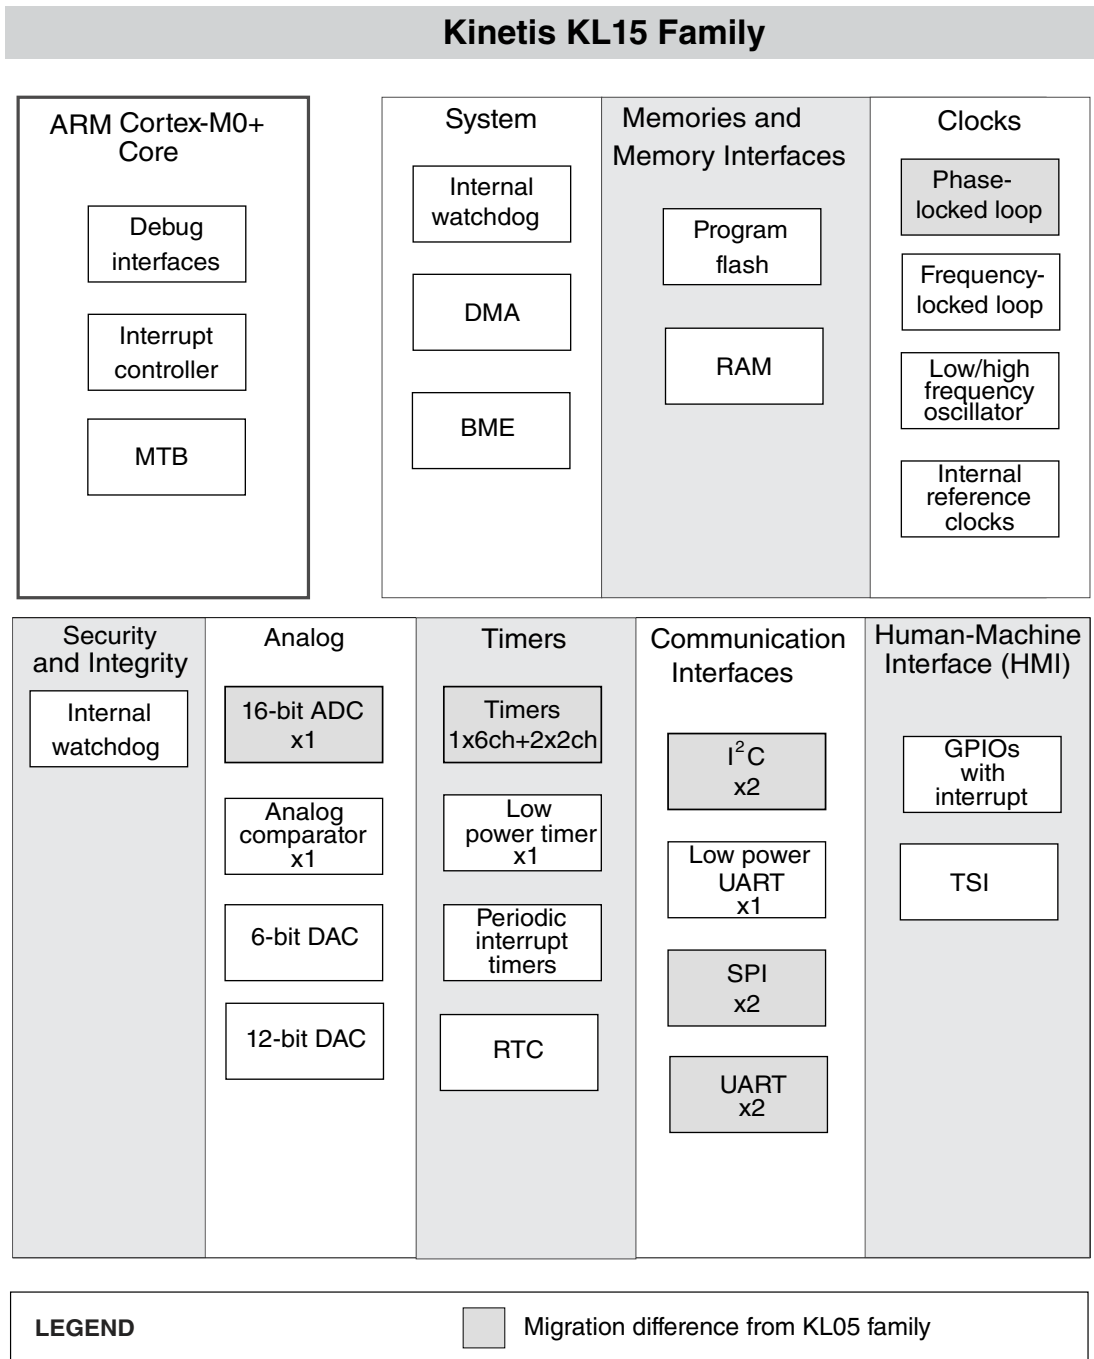 Kinetis KL15 Family
ARM Cortex-M0+
Core
Debug
interfaces
Interrupt
controller
MTB
System
Internal
watchdog
DMA
BME
Memories and
Memory Interfaces
Program
flash
RAM
Clocks
Phase-
locked loop
Frequency-
locked loop
Low/high
frequency
oscillator
Internal
reference
clocks
Security
and Integrity
Internal
watchdog
Analog
16-bit ADC
x1
Analog
comparator
x1
6-bit DAC
12-bit DAC
Timers
Timers
1x6ch+2x2ch
Low
power timer
x1
Periodic
interrupt
timers
RTC
Communication
Interfaces
I²C
x2
Low power
UART
x1
SPI
x2
UART
x2
Human-Machine
Interface (HMI)
GPIOs
with
interrupt
TSI
LEGEND
Migration difference from KL05 family